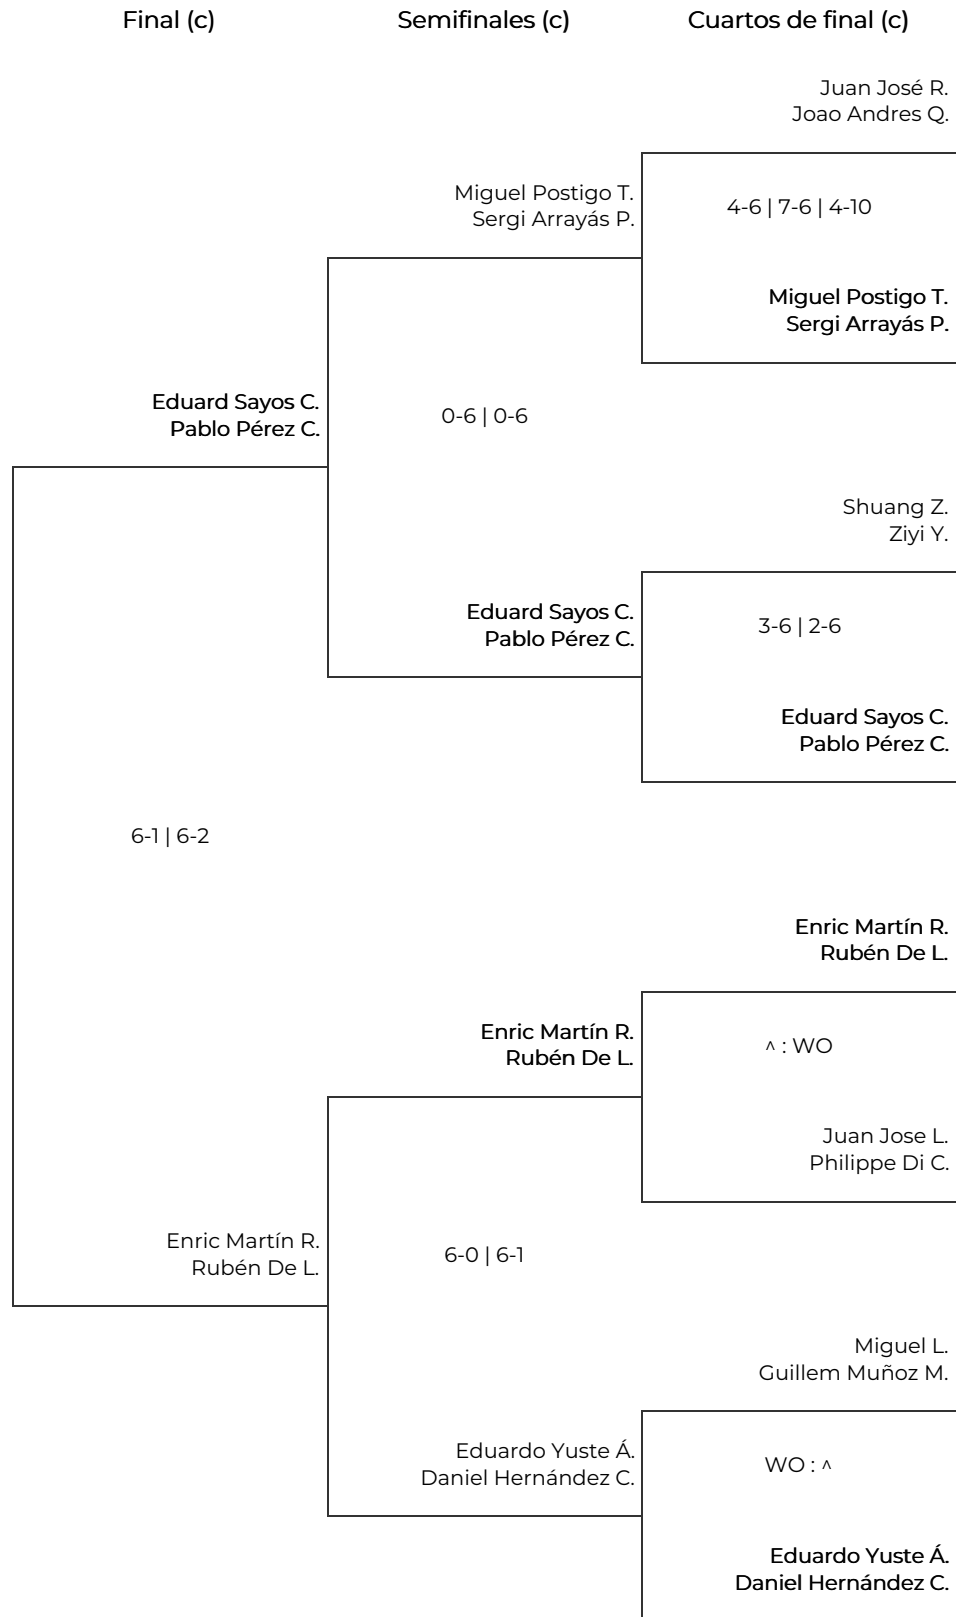 Final (c)
Semifinales (c)
Cuartos de final (c)
Juan José R.
Joao Andres Q.
Miguel Postigo T.
Sergi Arrayás P.
4-6 | 7-6 | 4-10
Miguel Postigo T.
Sergi Arrayás P.
Eduard Sayos C.
Pablo Pérez C.
0-6 | 0-6
Shuang Z.
Ziyi Y.
Eduard Sayos C.
Pablo Pérez C.
3-6 | 2-6
Eduard Sayos C.
Pablo Pérez C.
6-1 | 6-2
Enric Martín R.
Rubén De L.
Enric Martín R.
Rubén De L.
^ : WO
Juan Jose L.
Philippe Di C.
Enric Martín R.
Rubén De L.
6-0 | 6-1
Miguel L.
Guillem Muñoz M.
Eduardo Yuste Á.
Daniel Hernández C.
WO : ^
Eduardo Yuste Á.
Daniel Hernández C.